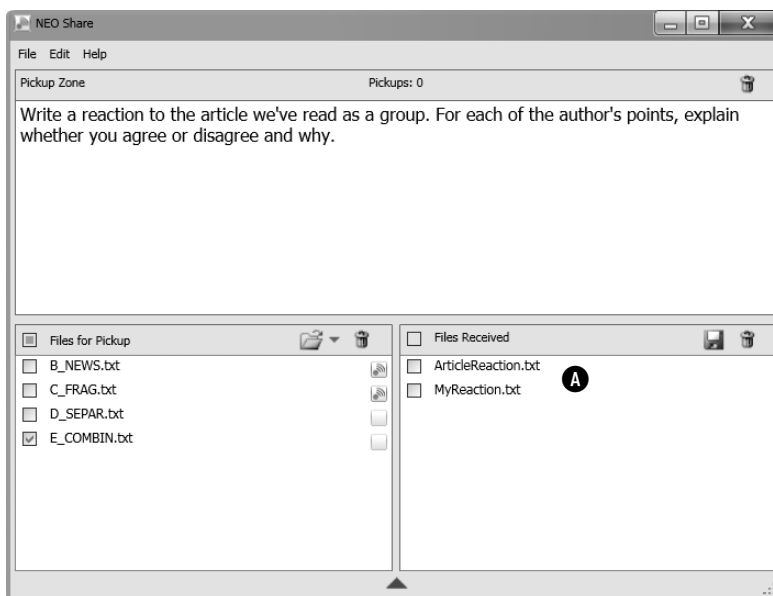 NEO Share
File Edit Help
Pickup Zone Pickups: 0
Write a reaction to the article we've read as a group. For each of the author's points, explain
whether you agree or disagree and why.
Files for Pickup
B_NEWS.txt
C_FRAG.txt
D_SEPAR.txt
E_COMBIN.txt
Files Received
ArticleReaction.txt
A
MyReaction.txt